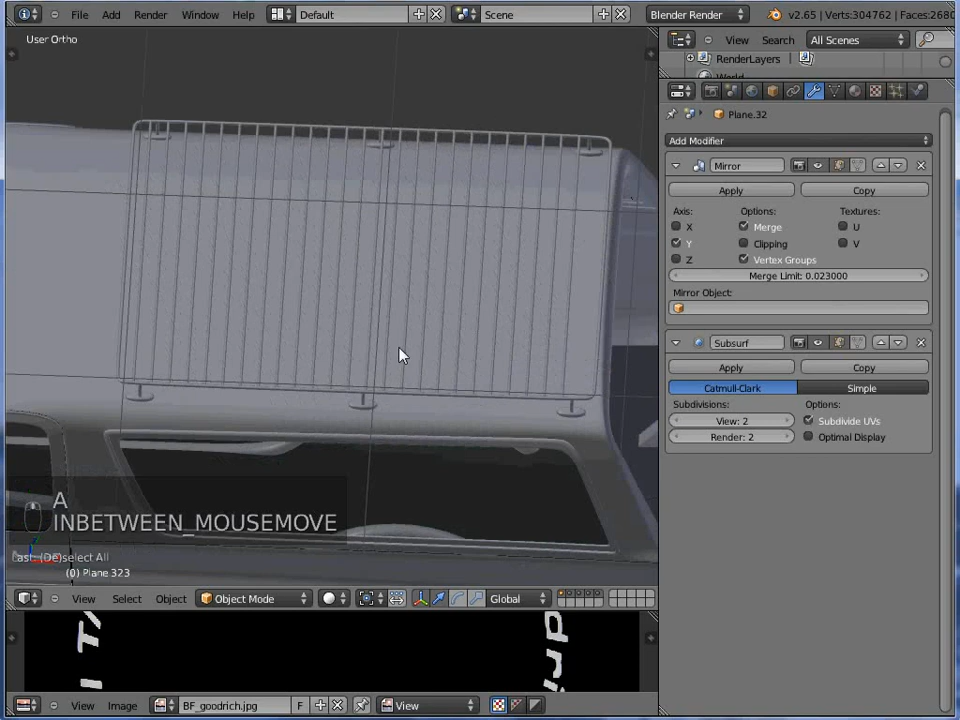 File Add Render Window Help Default Scene Blender Render v2.65 | Verts:304762 | Faces:2680
User Ortho
View Search All Scenes
RenderLayers |
World
Plane.32
Add Modifier
Mirror
Apply Copy
Axis: Options: Textures:
X Merge U
Y Clipping V
Z Vertex Groups
Merge Limit: 0.023000
Mirror Object:
Subsurf
Apply Copy
Catmull-Clark Simple
Subdivisions: Options:
View: 2 Subdivide UVs
Render: 2 Optimal Display
A
INBETWEEN_MOUSEMOVE
Last: (De)select All
(0) Plane 323
View Select Object Object Mode Global
View Image BF_goodrich.jpg F View